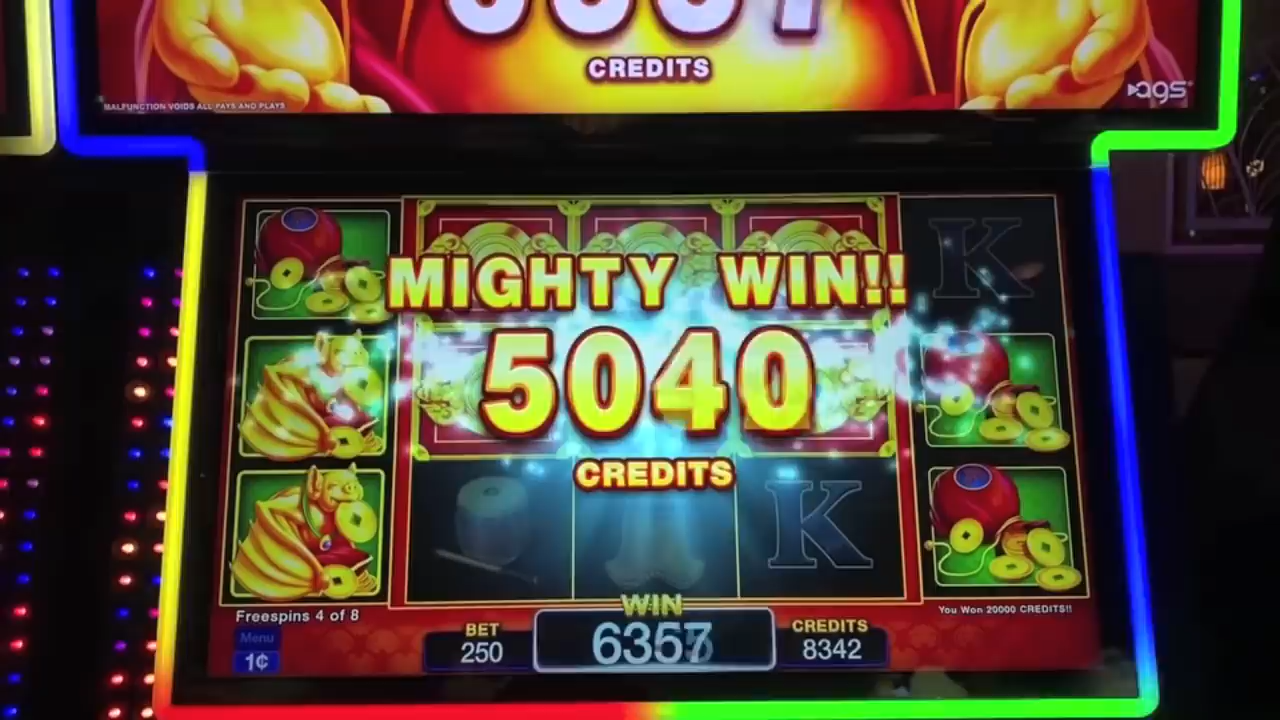 CREDITS
MALFUNCTION VOIDS ALL PAYS AND PLAYS
ags
K
MIGHTY WIN!!
5040
CREDITS
K
Freespins 4 of 8
WIN
You Won 20000 CREDITS!!
Menu
1¢
BET
250
CREDITS
8342